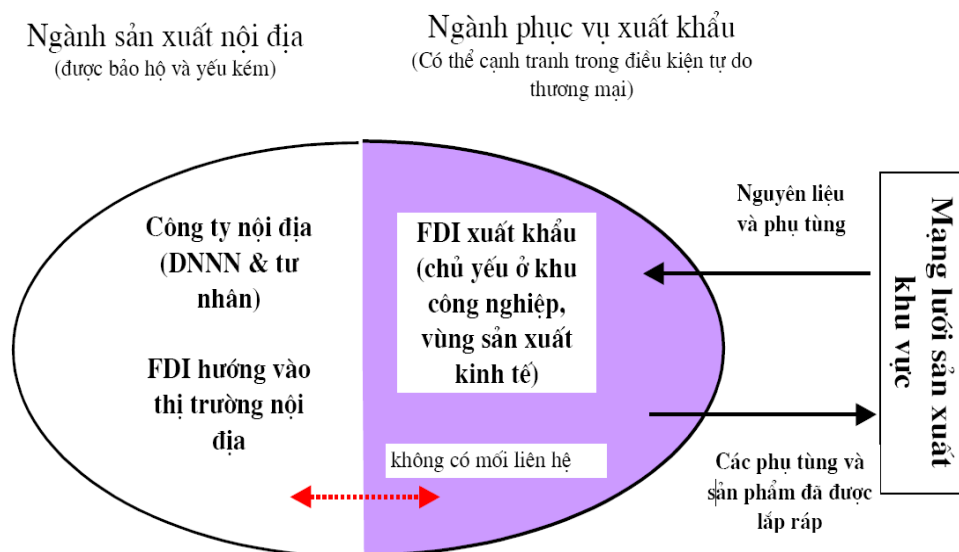 Ngành sản xuất nội địa
(được bảo hộ và yếu kém)
Ngành phục vụ xuất khẩu
(Có thể cạnh tranh trong điều kiện tự do
thương mại)
Công ty nội địa
(DNNN & tư
nhân)
FDI hướng vào
thị trường nội
địa
FDI xuất khẩu
(chủ yếu ở khu
công nghiệp,
vùng sản xuất
kinh tế)
không có mối liên hệ
Nguyên liệu
và phụ tùng
Các phụ tùng và
sản phẩm đã được
lắp ráp
Mạng lưới sản xuất
khu vực